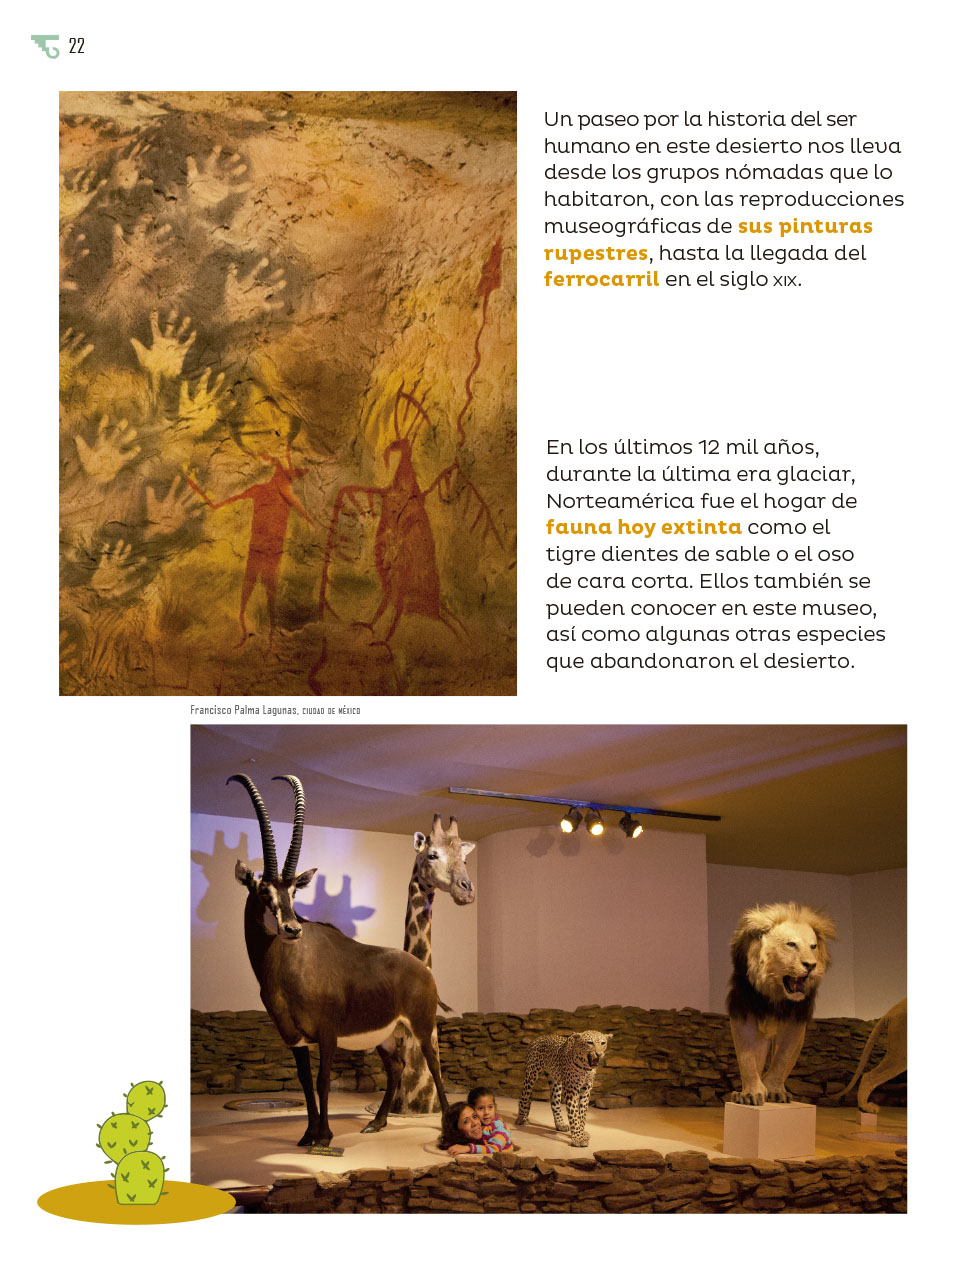 22
Un paseo por la historia del ser
humano en este desierto nos lleva
desde los grupos nómadas que lo
habitaron, con las reproducciones
museográficas de sus pinturas
rupestres, hasta la llegada del
ferrocarril en el siglo XIX.
En los últimos 12 mil años,
durante la última era glaciar,
Norteamérica fue el hogar de
fauna hoy extinta como el
tigre dientes de sable o el oso
de cara corta. Ellos también se
pueden conocer en este museo,
así como algunas otras especies
que abandonaron el desierto.
Francisco Palma Lagunas, CIUDAD DE MÉXICO